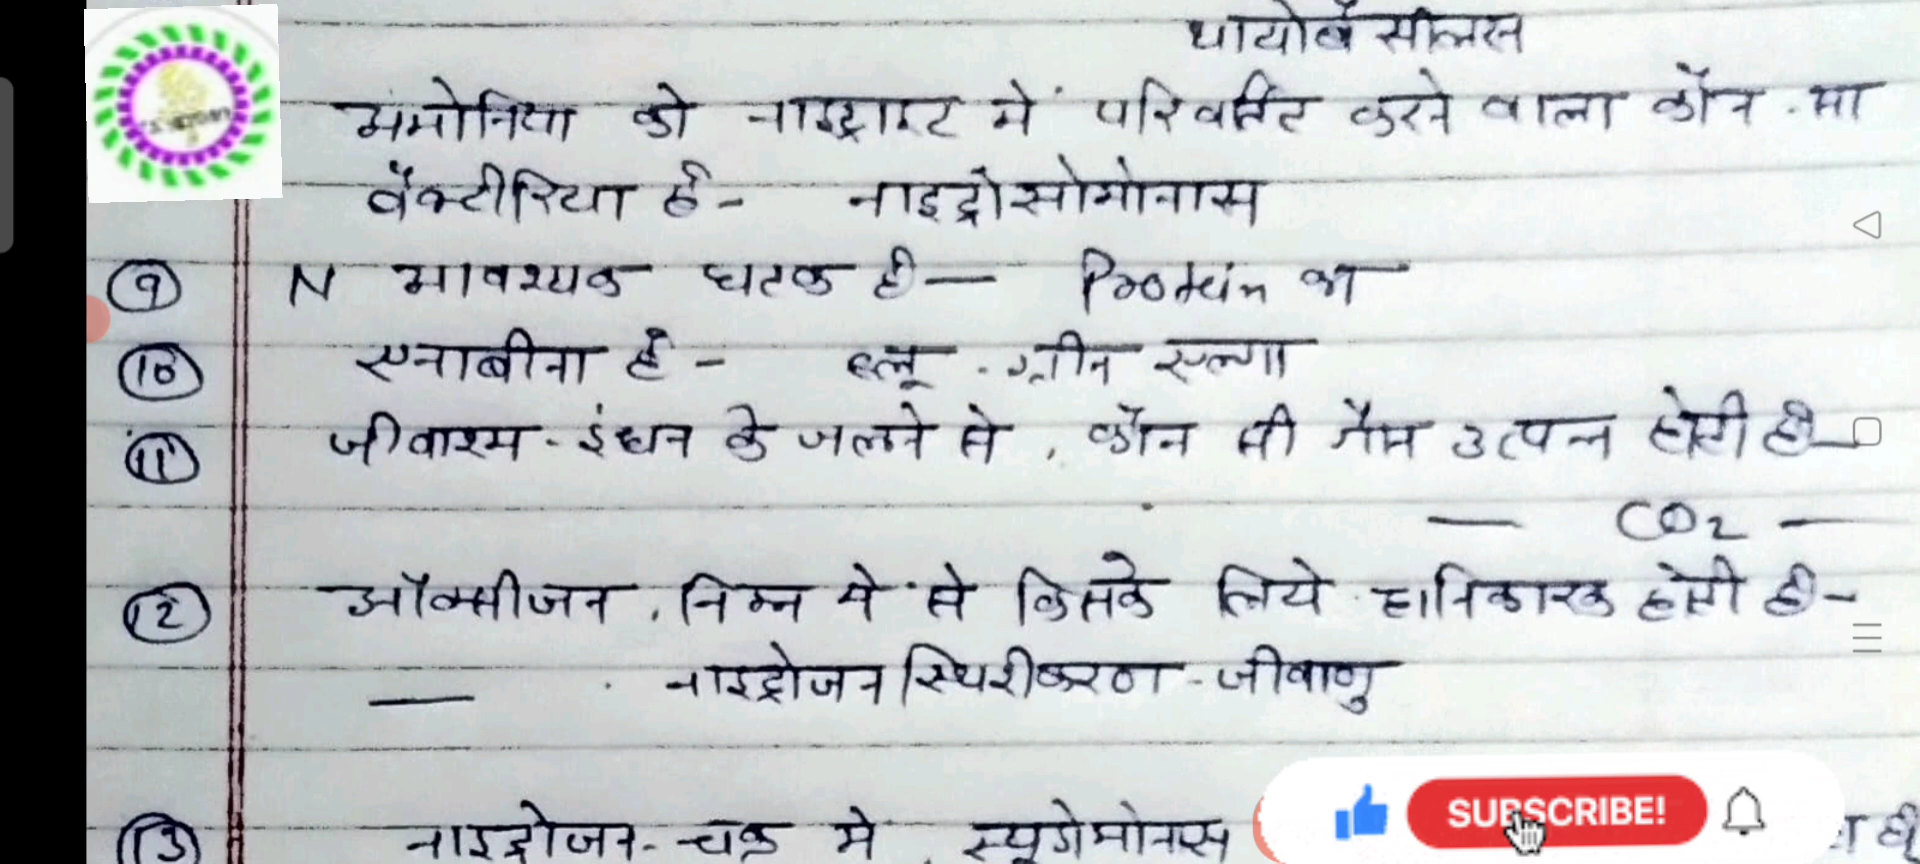 थायोबैसीलस
अमोनिया को नाइट्राइट में परिवर्तित करने वाला कौन सा
बैक्टीरिया है - नाइट्रोसोमोनास
9 N आवश्यक घटक है — Protein का
10 एनाबीना है - ब्लू - ग्रीन एल्गा
11 जीवाश्म - इंधन के जलने से, कौन सी गैस उत्पन्न होती है
— CO2 —
12 ऑक्सीजन, निम्न में से किसके लिये हानिकारक होती है -
— नाइट्रोजन स्थिरीकरण - जीवाणु
13 नाइट्रोजन - चक्र मे, स्यूडोमोनास
SUBSCRIBE!